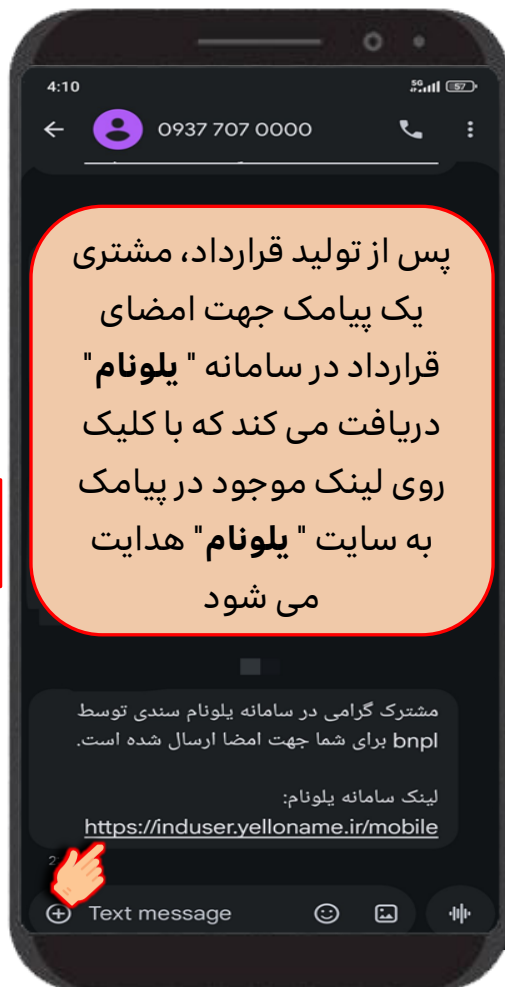 4:10
5G
57
0937 707 0000
پس از تولید قرارداد، مشتری
یک پیامک جهت امضای
قرارداد در سامانه " یلونام"
دریافت می کند که با کلیک
روی لینک موجود در پیامک
به سایت " یلونام" هدایت
می شود
مشترک گرامی در سامانه یلونام سندی توسط
bnpl برای شما جهت امضا ارسال شده است.
لینک سامانه یلونام:
https://induser.yelloname.ir/mobile
Text message